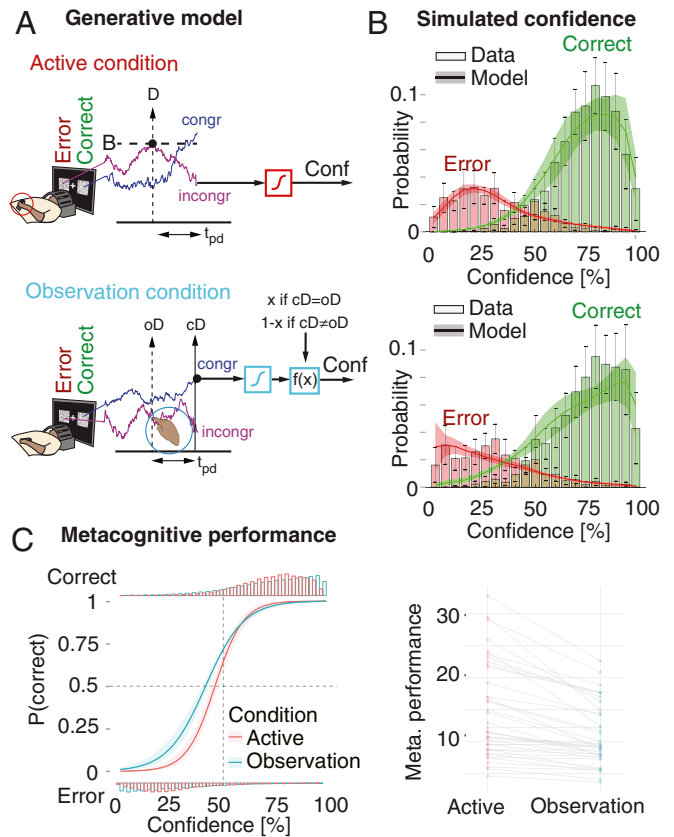 A
Generative model
Active condition
Error
Correct
B
D
congr
incongr
Conf
tpd
Observation condition
x if cD=oD
1-x if cD≠oD
oD
cD
congr
f(x)
Conf
Error
Correct
incongr
tpd
B
Simulated confidence
Correct
Data
Model
0.1
Error
Probability
0
0 25 50 75 100
Confidence [%]
Data
Model
Correct
0.1
Error
Probability
0
0 25 50 75 100
Confidence [%]
C
Metacognitive performance
Correct
1
0.75
0.5
0.25
0
P(correct)
Condition
Active
Observation
Error
0 25 50 75 100
Confidence [%]
30
20
10
Meta. performance
Active Observation